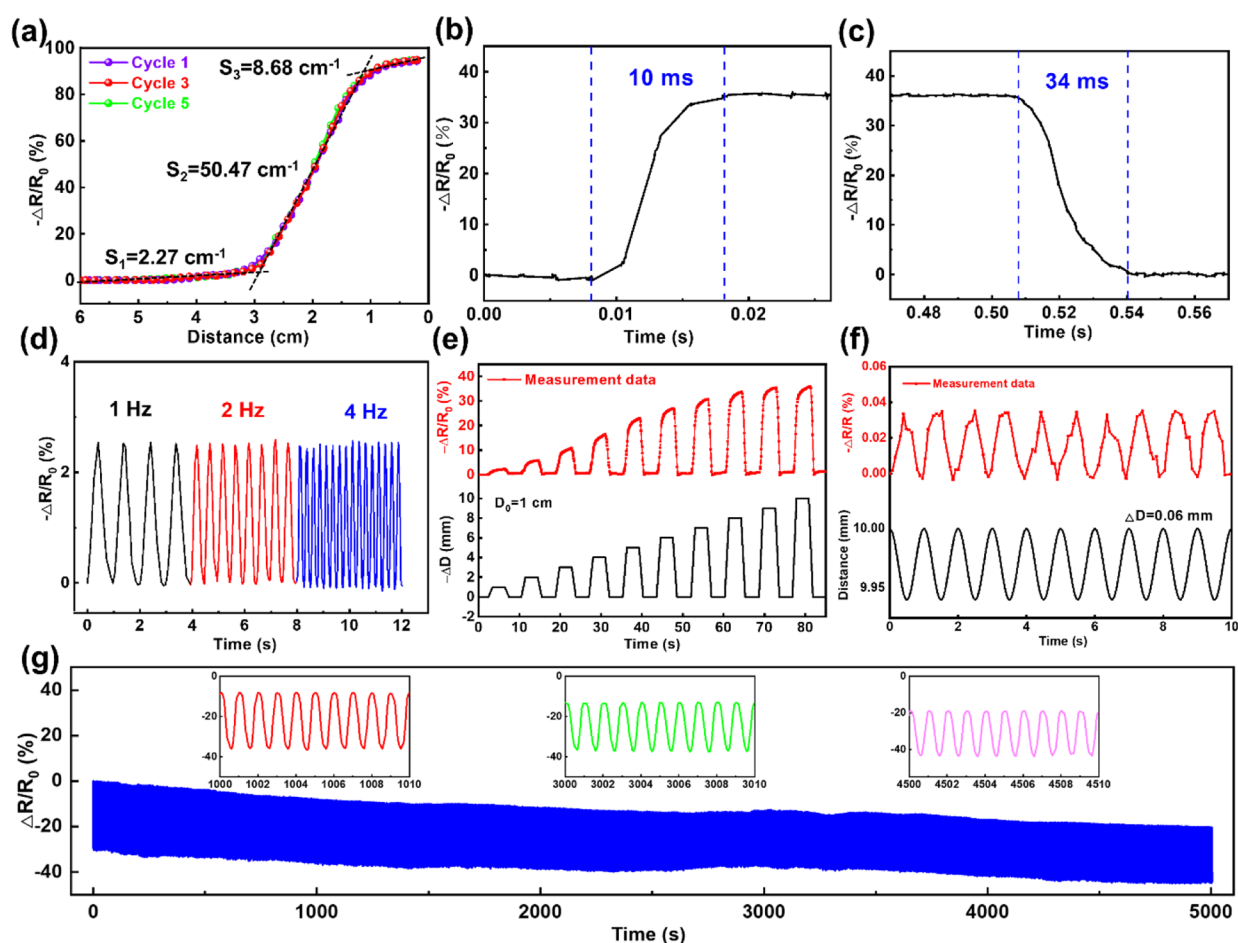 (a)
100
80
60
40
20
0
-△R/R0 (%)
Cycle 1
Cycle 3
Cycle 5
S3=8.68 cm-1
S2=50.47 cm-1
S1=2.27 cm-1
6 5 4 3 2 1 0
Distance (cm)
(b)
40
30
20
10
0
-△R/R0 (%)
10 ms
0.00 0.01 0.02
Time (s)
(c)
40
30
20
10
0
-△R/R0 (%)
34 ms
0.48 0.50 0.52 0.54 0.56
Time (s)
(d)
4
2
0
-△R/R0 (%)
1 Hz 2 Hz 4 Hz
0 2 4 6 8 10 12
Time (s)
(e)
40
30
20
10
0
−△R/R0 (%)
Measurement data
D0=1 cm
10
8
6
4
2
0
-2
−△D (mm)
0 10 20 30 40 50 60 70 80
Time (s)
(f)
0.06
0.04
0.02
0.00
-△R/R (%)
Measurement data
△D=0.06 mm
10.00
9.95
Distance (mm)
0 2 4 6 8 10
Time (s)
(g)
40
20
0
-20
-40
△R/R0 (%)
0
-20
-40
1000 1002 1004 1006 1008 1010
0
-20
-40
3000 3002 3004 3006 3008 3010
0
-20
-40
4500 4502 4504 4506 4508 4510
0 1000 2000 3000 4000 5000
Time (s)